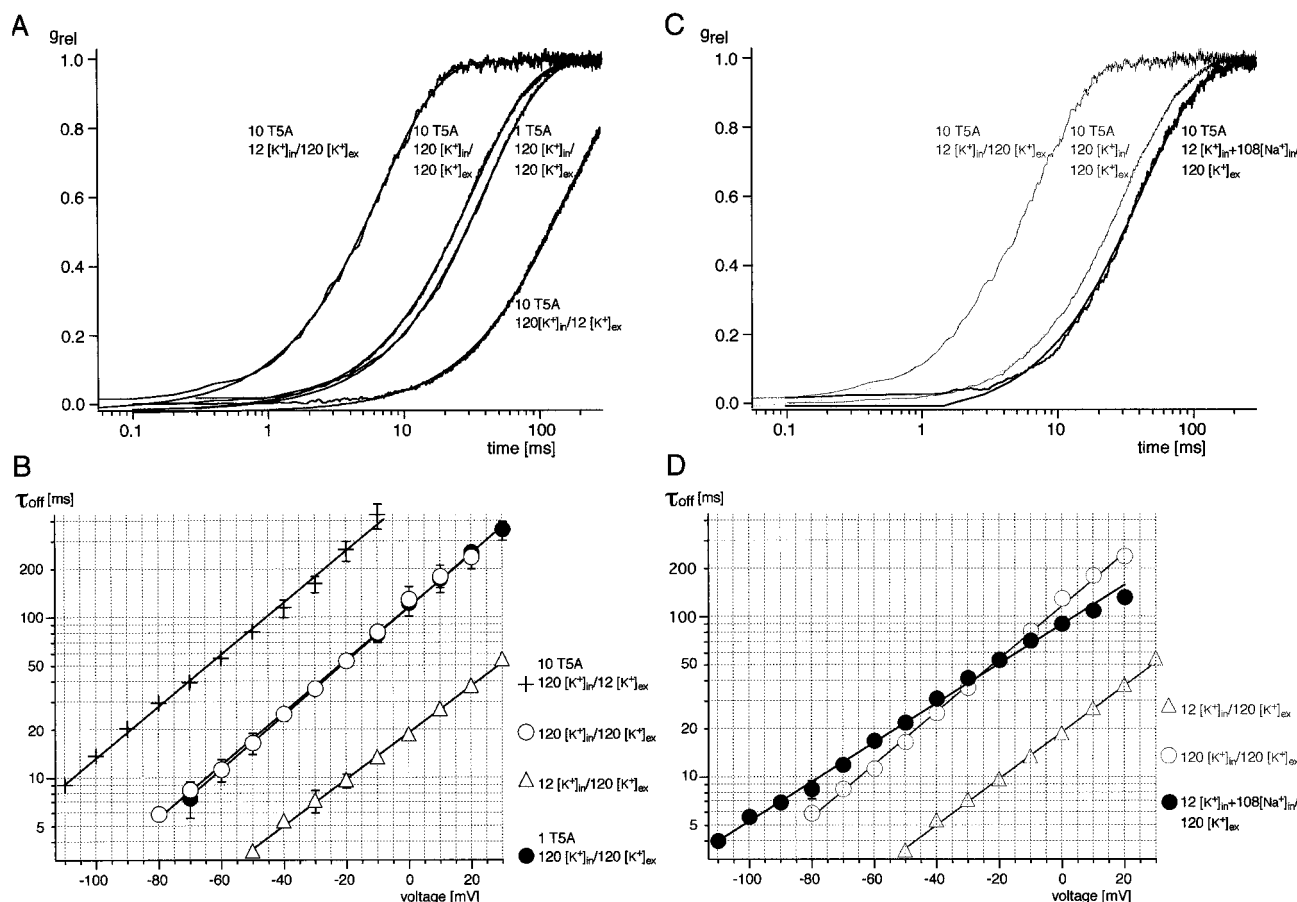 A
g_rel
1.0
0.8
0.6
0.4
0.2
0.0
10 T5A
12 [K⁺]in/120 [K⁺]ex
10 T5A
120 [K⁺]in/
120 [K⁺]ex
1 T5A
120 [K⁺]in/
120 [K⁺]ex
10 T5A
120[K⁺]in/12 [K⁺]ex
0.1 1 10 100
time [ms]
C
g_rel
1.0
0.8
0.6
0.4
0.2
0.0
10 T5A
12 [K⁺]in/120 [K⁺]ex
10 T5A
120 [K⁺]in/
120 [K⁺]ex
10 T5A
12 [K⁺]in+108[Na⁺]in/
120 [K⁺]ex
0.1 1 10 100
time [ms]
B
τoff [ms]
200
100
50
20
10
5
-100 -80 -60 -40 -20 0 20
voltage [mV]
10 T5A
120 [K⁺]in/12 [K⁺]ex
120 [K⁺]in/120 [K⁺]ex
12 [K⁺]in/120 [K⁺]ex
1 T5A
120 [K⁺]in/120 [K⁺]ex
D
τoff [ms]
200
100
50
20
10
5
-100 -80 -60 -40 -20 0 20
voltage [mV]
12 [K⁺]in/120 [K⁺]ex
120 [K⁺]in/120 [K⁺]ex
12 [K⁺]in+108[Na⁺]in/
120 [K⁺]ex